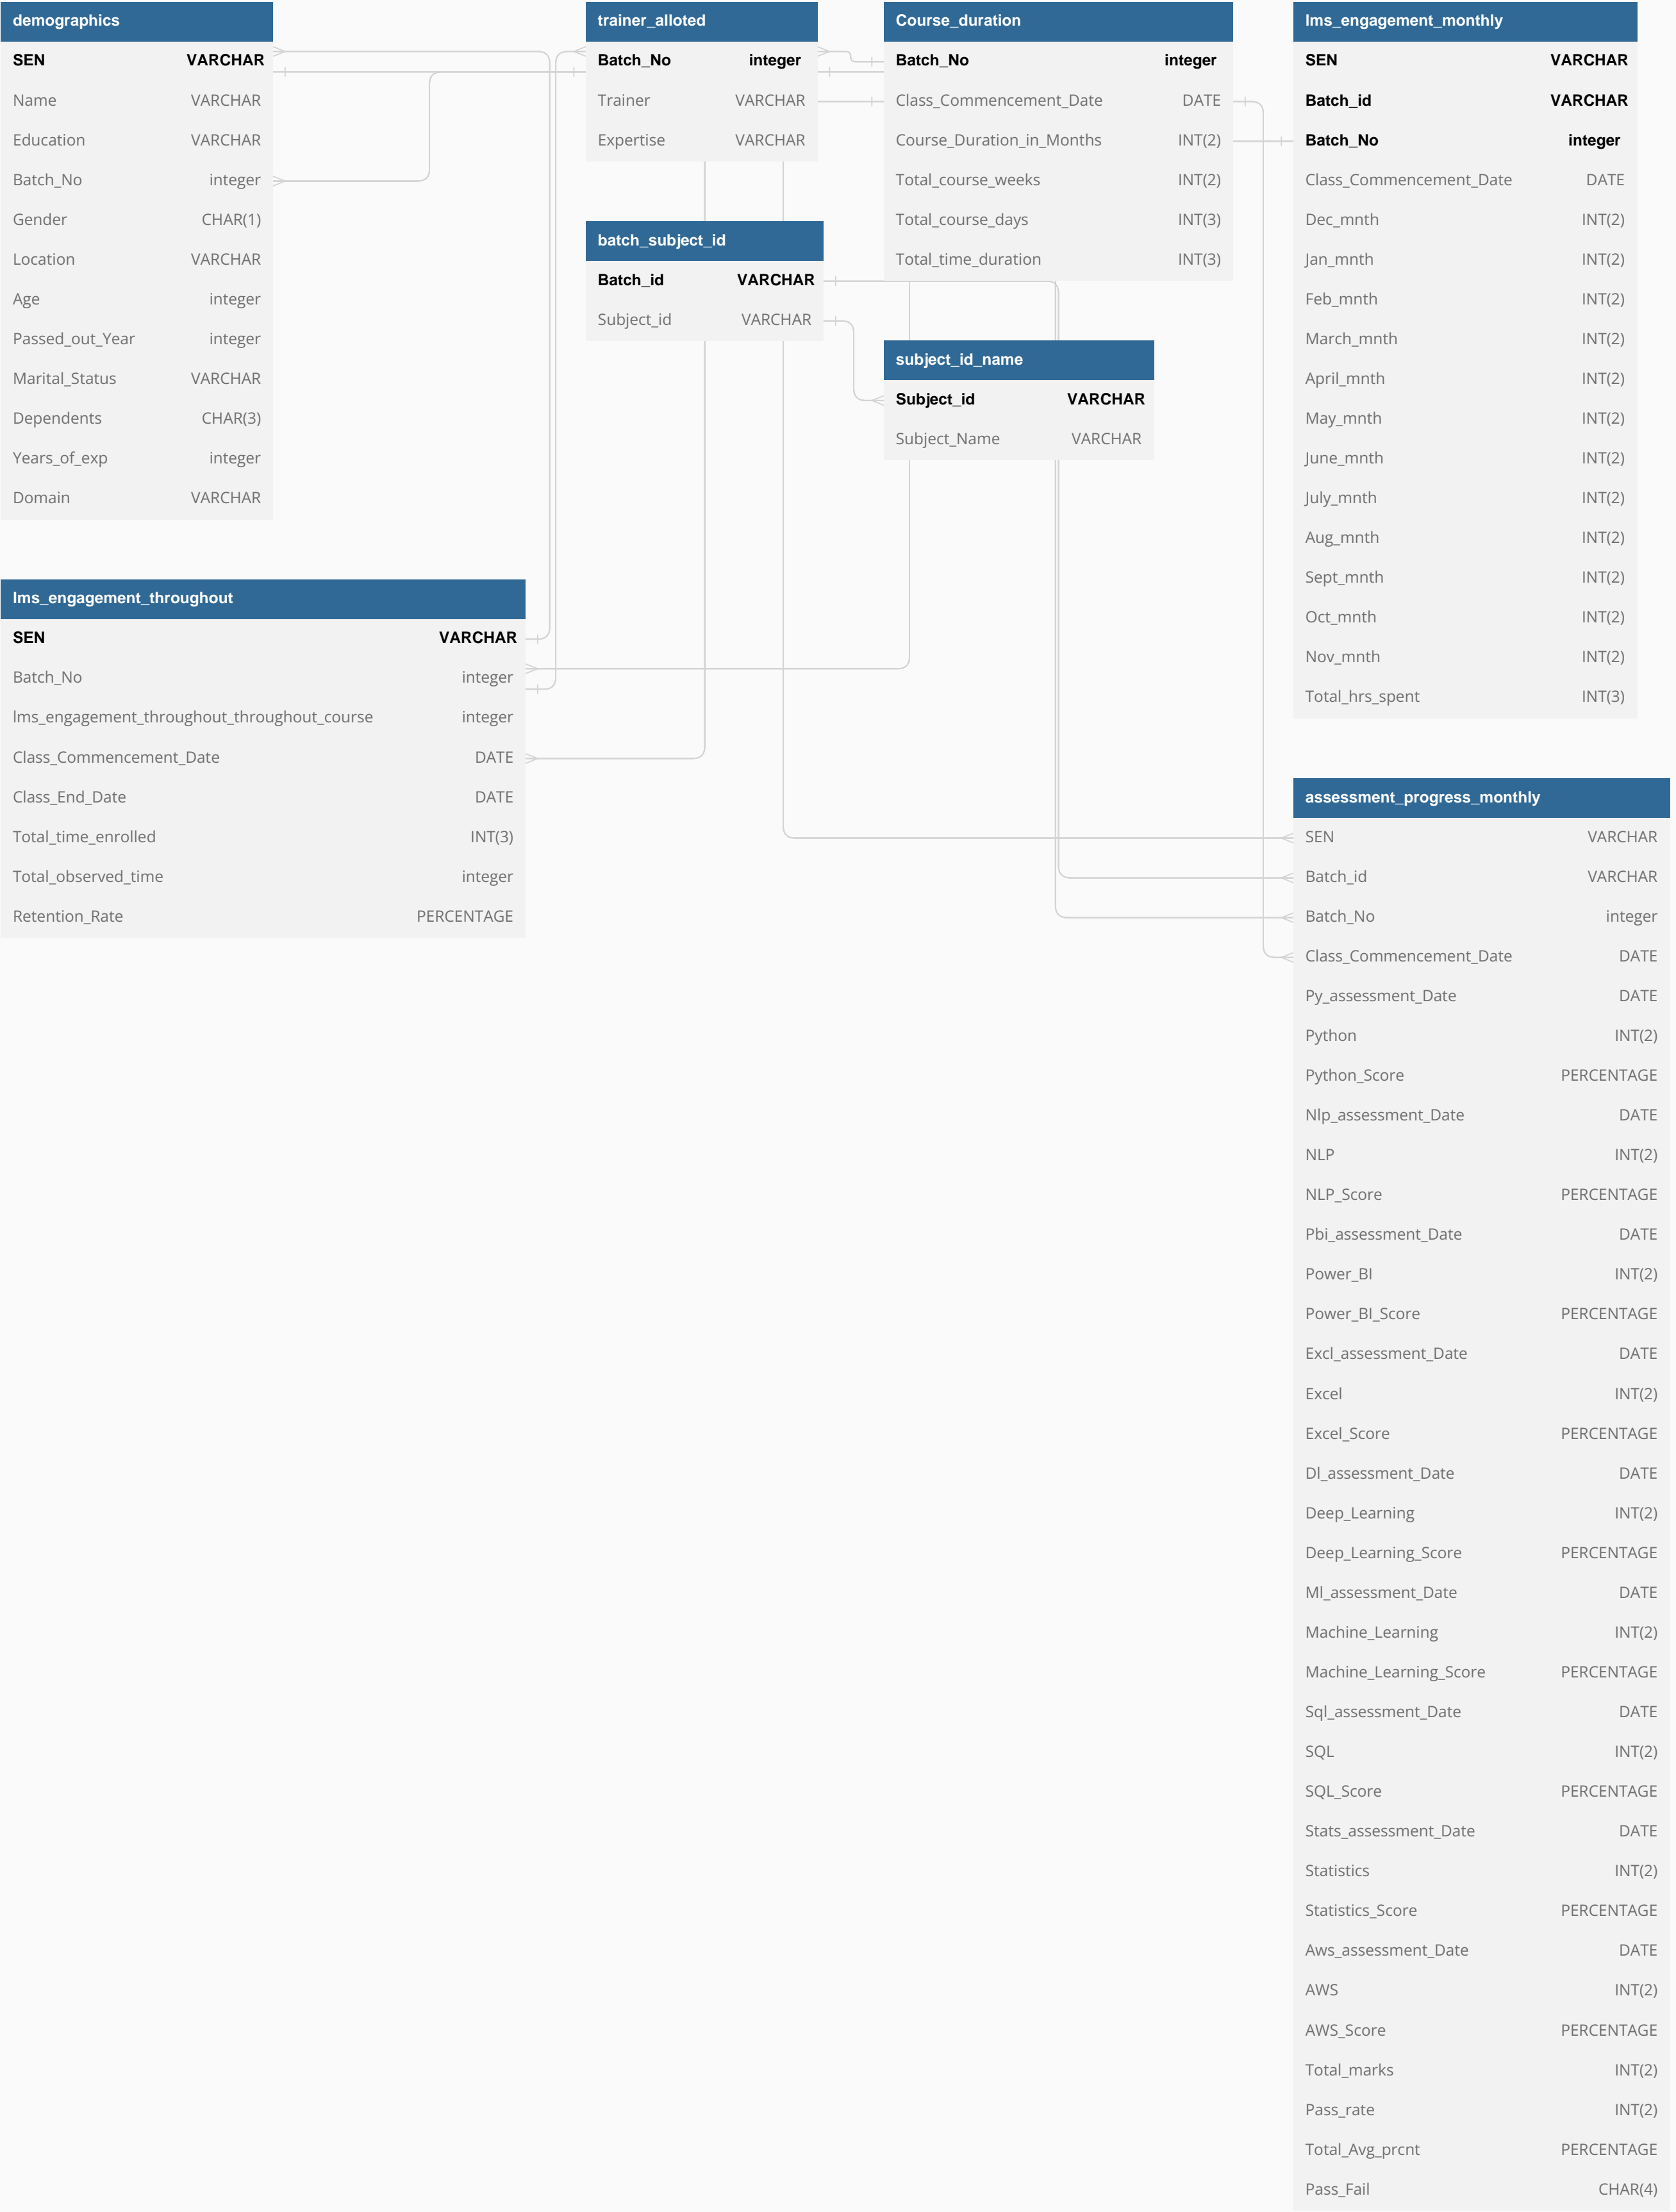 demographics
SEN VARCHAR
Name VARCHAR
Education VARCHAR
Batch_No integer
Gender CHAR(1)
Location VARCHAR
Age integer
Passed_out_Year integer
Marital_Status VARCHAR
Dependents CHAR(3)
Years_of_exp integer
Domain VARCHAR
trainer_alloted
Batch_No integer
Trainer VARCHAR
Expertise VARCHAR
batch_subject_id
Batch_id VARCHAR
Subject_id VARCHAR
Course_duration
Batch_No integer
Class_Commencement_Date DATE
Course_Duration_in_Months INT(2)
Total_course_weeks INT(2)
Total_course_days INT(3)
Total_time_duration INT(3)
subject_id_name
Subject_id VARCHAR
Subject_Name VARCHAR
lms_engagement_monthly
SEN VARCHAR
Batch_id VARCHAR
Batch_No integer
Class_Commencement_Date DATE
Dec_mnth INT(2)
Jan_mnth INT(2)
Feb_mnth INT(2)
March_mnth INT(2)
April_mnth INT(2)
May_mnth INT(2)
June_mnth INT(2)
July_mnth INT(2)
Aug_mnth INT(2)
Sept_mnth INT(2)
Oct_mnth INT(2)
Nov_mnth INT(2)
Total_hrs_spent INT(3)
lms_engagement_throughout
SEN VARCHAR
Batch_No integer
lms_engagement_throughout_throughout_course integer
Class_Commencement_Date DATE
Class_End_Date DATE
Total_time_enrolled INT(3)
Total_observed_time integer
Retention_Rate PERCENTAGE
assessment_progress_monthly
SEN VARCHAR
Batch_id VARCHAR
Batch_No integer
Class_Commencement_Date DATE
Py_assessment_Date DATE
Python INT(2)
Python_Score PERCENTAGE
Nlp_assessment_Date DATE
NLP INT(2)
NLP_Score PERCENTAGE
Pbi_assessment_Date DATE
Power_BI INT(2)
Power_BI_Score PERCENTAGE
Excl_assessment_Date DATE
Excel INT(2)
Excel_Score PERCENTAGE
Dl_assessment_Date DATE
Deep_Learning INT(2)
Deep_Learning_Score PERCENTAGE
Ml_assessment_Date DATE
Machine_Learning INT(2)
Machine_Learning_Score PERCENTAGE
Sql_assessment_Date DATE
SQL INT(2)
SQL_Score PERCENTAGE
Stats_assessment_Date DATE
Statistics INT(2)
Statistics_Score PERCENTAGE
Aws_assessment_Date DATE
AWS INT(2)
AWS_Score PERCENTAGE
Total_marks INT(2)
Pass_rate INT(2)
Total_Avg_prcnt PERCENTAGE
Pass_Fail CHAR(4)